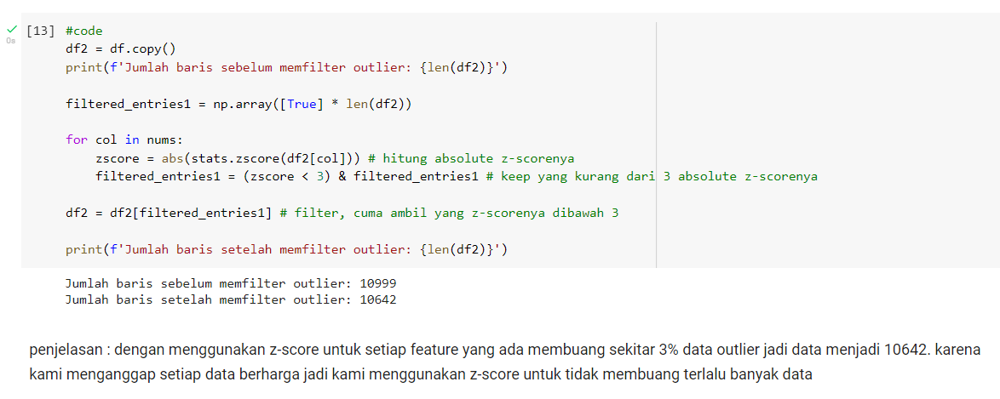 [13] #code
0s
df2 = df.copy()
print(f'Jumlah baris sebelum memfilter outlier: {len(df2)}')
filtered_entries1 = np.array([True] * len(df2))
for col in nums:
zscore = abs(stats.zscore(df2[col])) # hitung absolute z-scorenya
filtered_entries1 = (zscore < 3) & filtered_entries1 # keep yang kurang dari 3 absolute z-scorenya
df2 = df2[filtered_entries1] # filter, cuma ambil yang z-scorenya dibawah 3
print(f'Jumlah baris setelah memfilter outlier: {len(df2)}')
Jumlah baris sebelum memfilter outlier: 10999
Jumlah baris setelah memfilter outlier: 10642
penjelasan : dengan menggunakan z-score untuk setiap feature yang ada membuang sekitar 3% data outlier jadi data menjadi 10642. karena
kami menganggap setiap data berharga jadi kami menggunakan z-score untuk tidak membuang terlalu banyak data